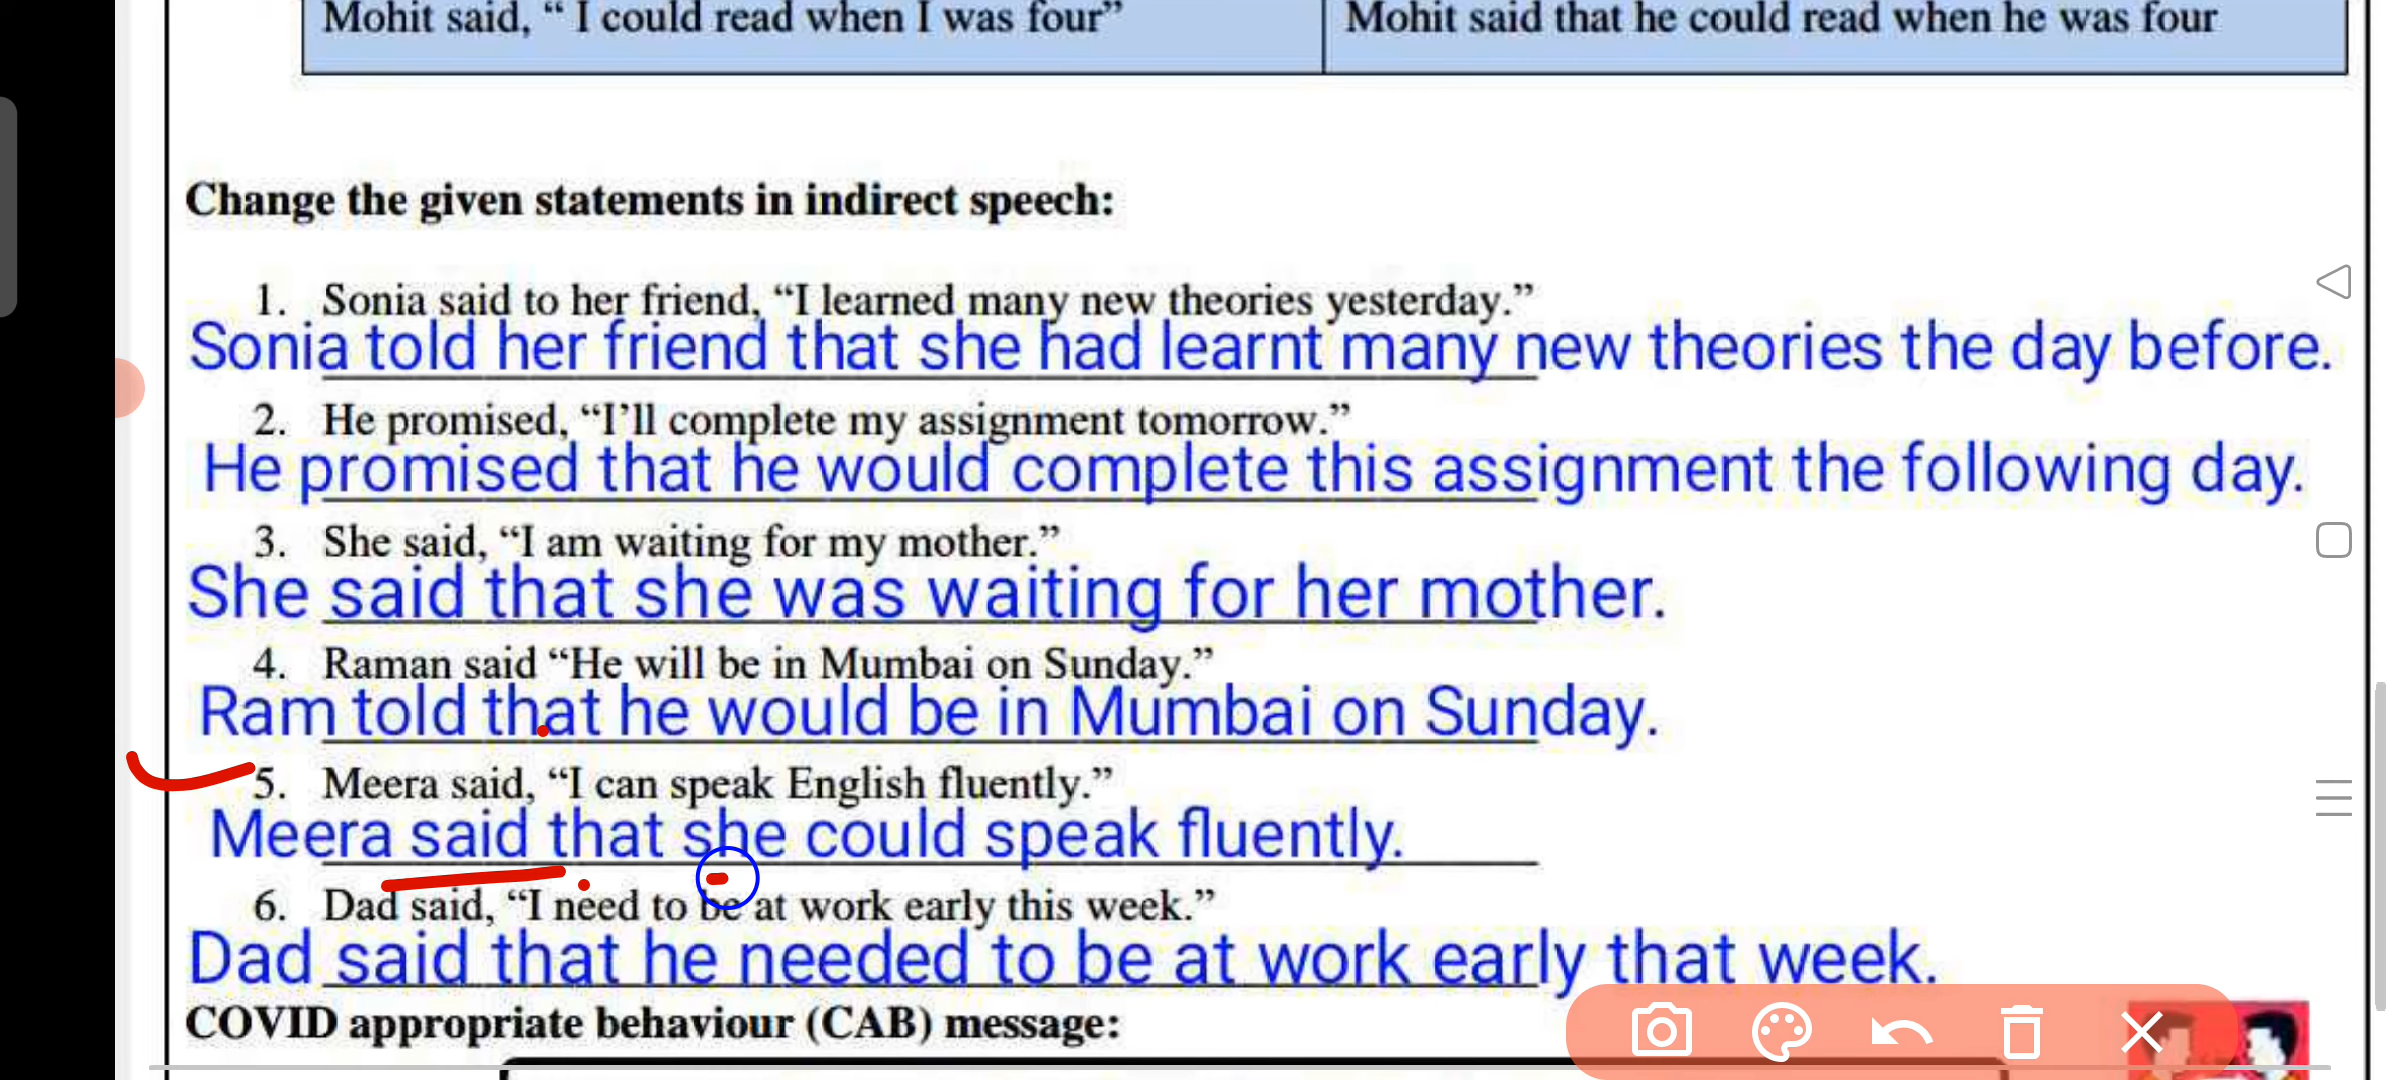 Mohit said, “ I could read when I was four”
Mohit said that he could read when he was four
Change the given statements in indirect speech:
1. Sonia said to her friend, “I learned many new theories yesterday.”
Sonia told her friend that she had learnt many new theories the day before.
2. He promised, “I’ll complete my assignment tomorrow.”
He promised that he would complete this assignment the following day.
3. She said, “I am waiting for my mother.”
She said that she was waiting for her mother.
4. Raman said “He will be in Mumbai on Sunday.”
Ram told that he would be in Mumbai on Sunday.
5. Meera said, “I can speak English fluently.”
Meera said that she could speak fluently.
6. Dad said, “I need to be at work early this week.”
Dad said that he needed to be at work early that week.
COVID appropriate behaviour (CAB) message: